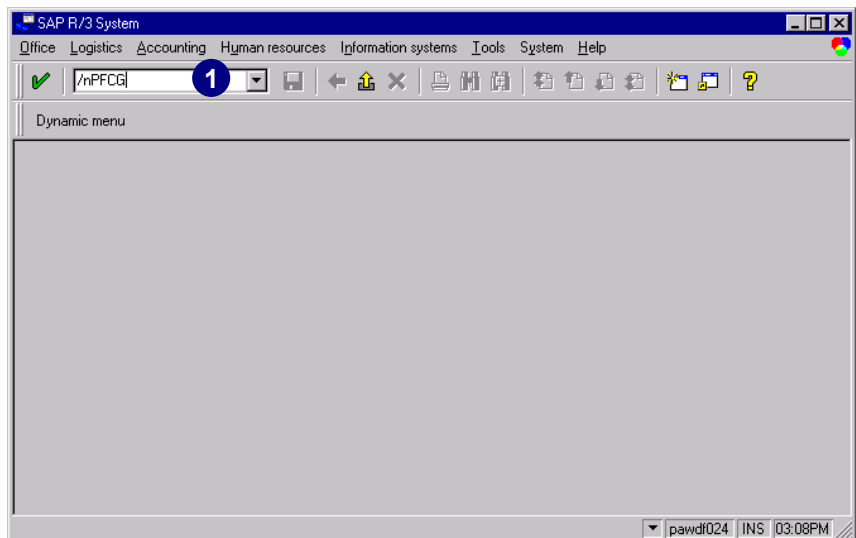 SAP R/3 System
Office Logistics Accounting Human resources Information systems Tools System Help
/nPFCG 1
Dynamic menu
pawdf024 INS 03:08PM